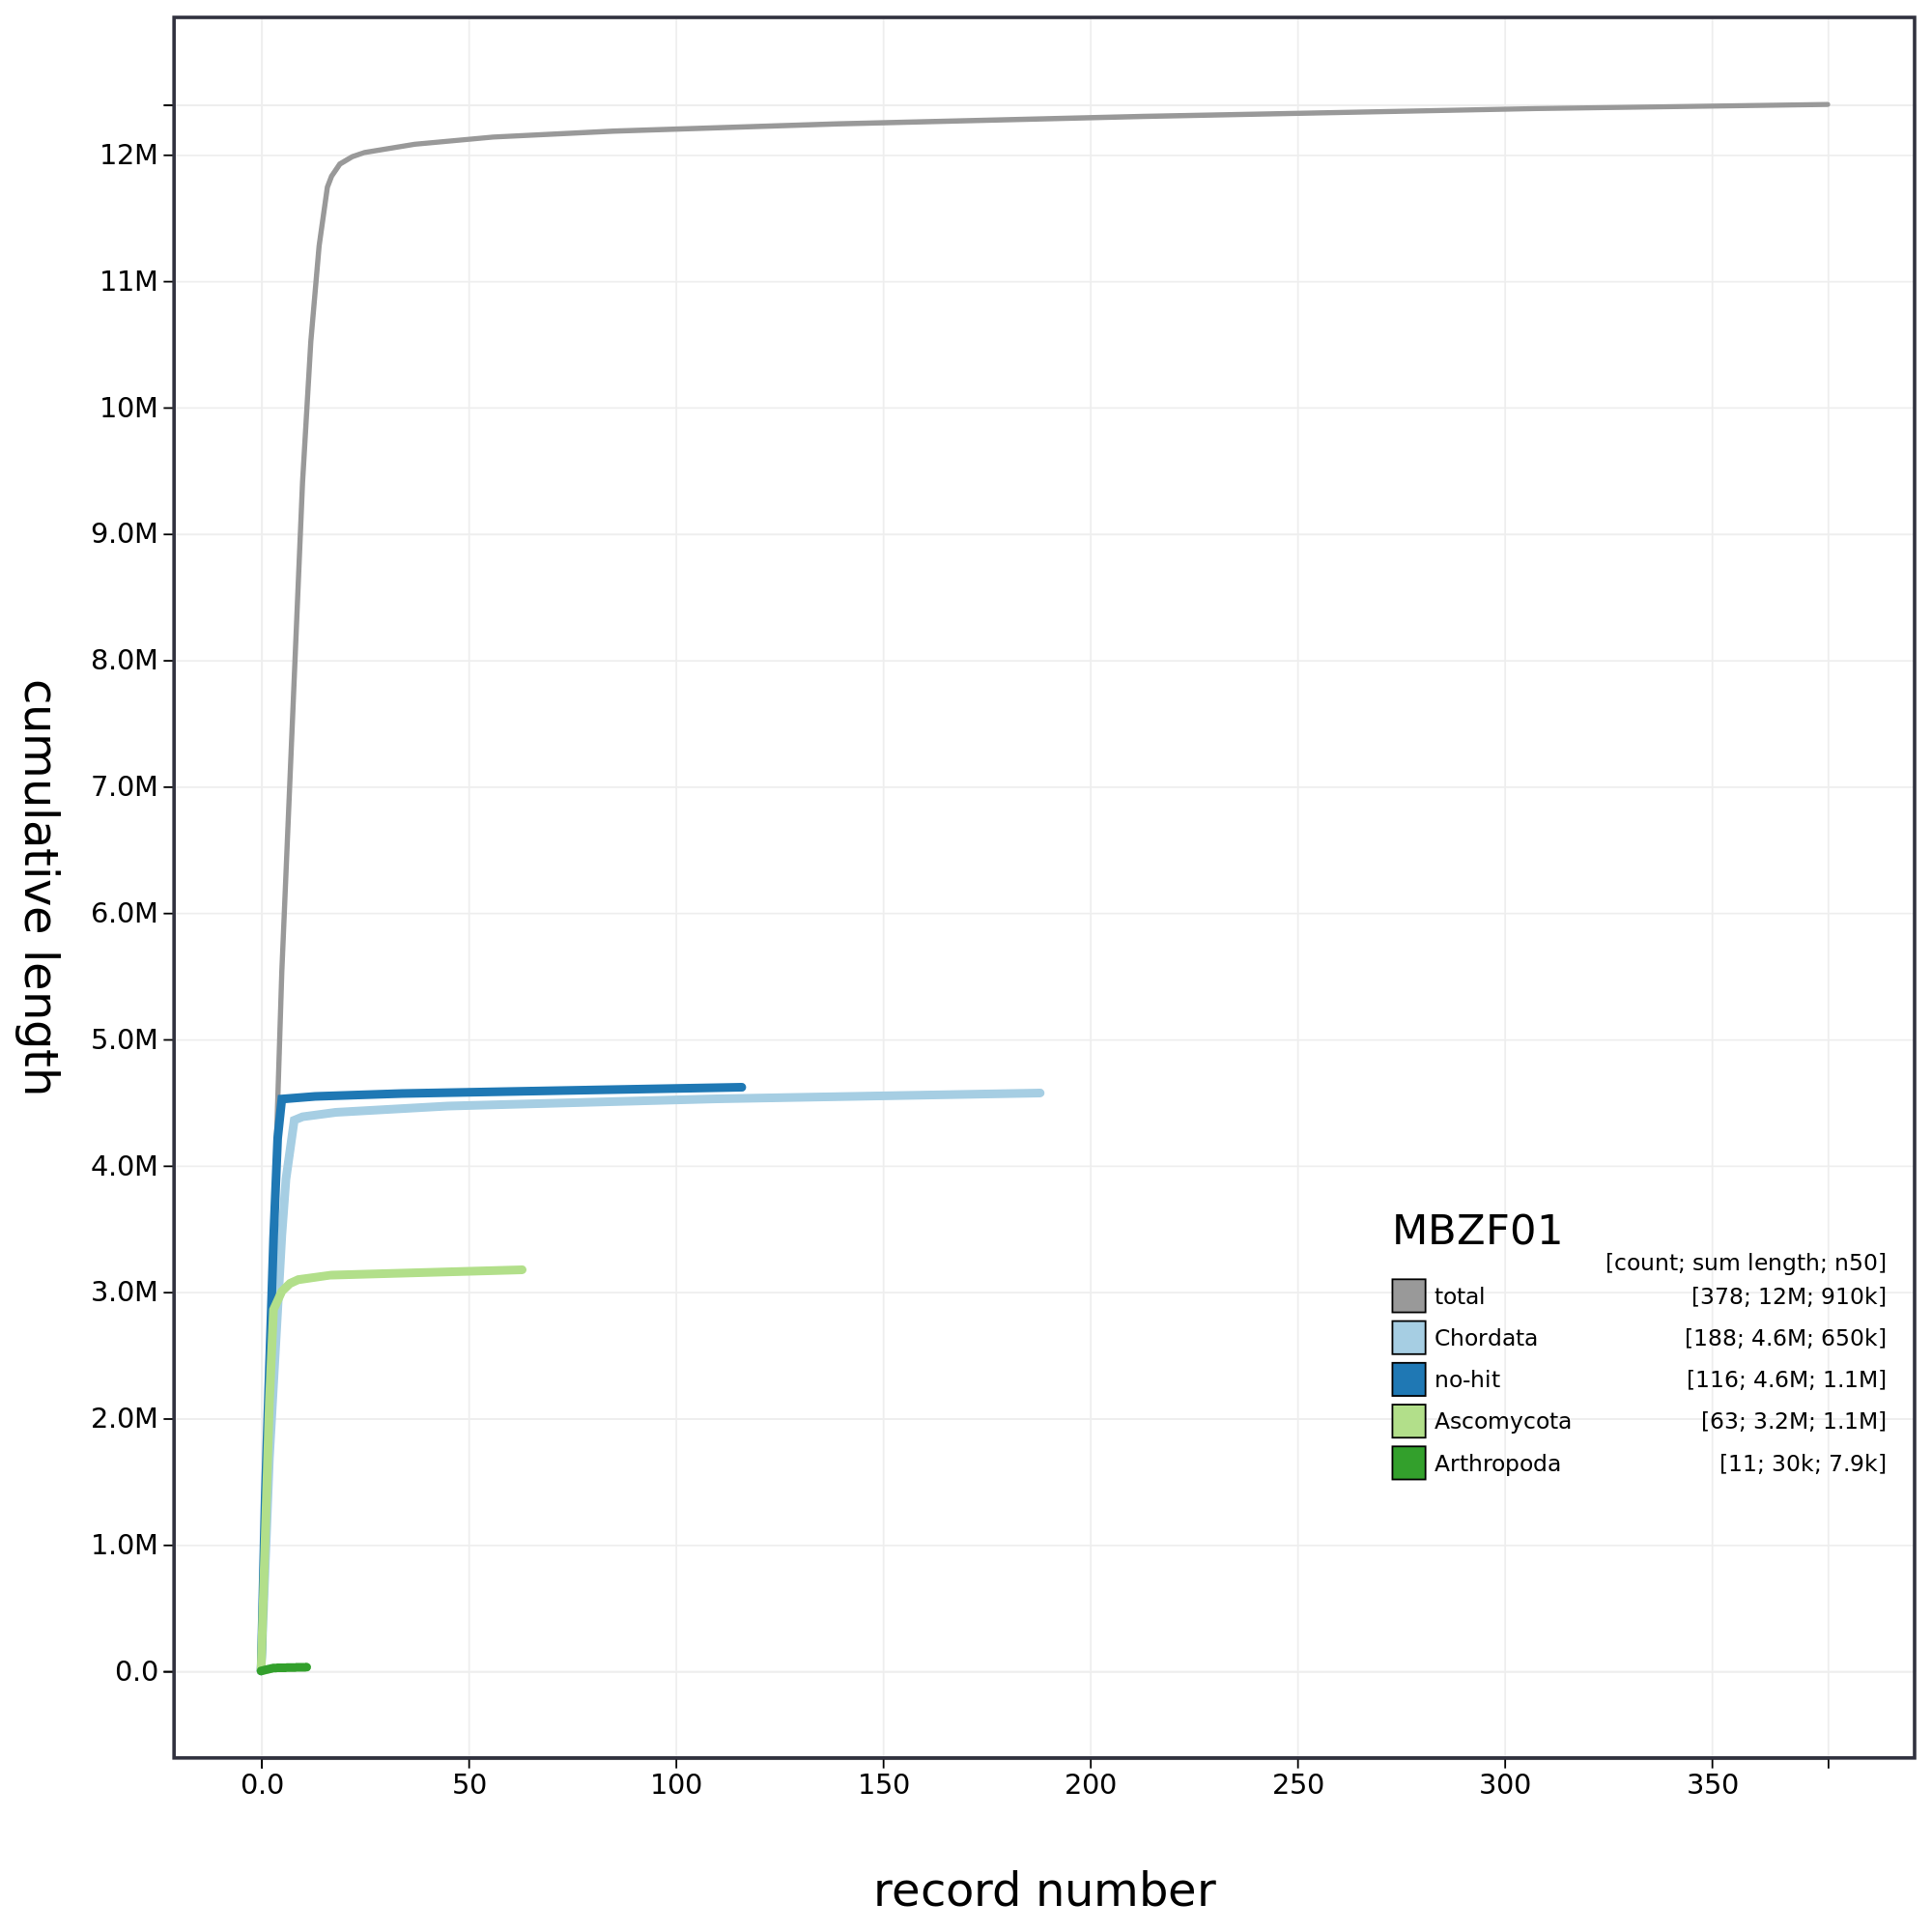 cumulative length
12M
11M
10M
9.0M
8.0M
7.0M
6.0M
5.0M
4.0M
3.0M
2.0M
1.0M
0.0
MBZF01
[count; sum length; n50]
total [378; 12M; 910k]
Chordata [188; 4.6M; 650k]
no-hit [116; 4.6M; 1.1M]
Ascomycota [63; 3.2M; 1.1M]
Arthropoda [11; 30k; 7.9k]
0.0 50 100 150 200 250 300 350
record number